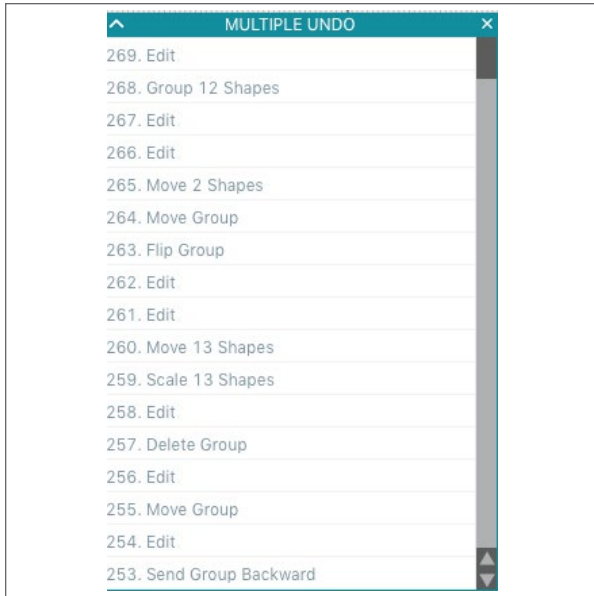 MULTIPLE UNDO
269. Edit
268. Group 12 Shapes
267. Edit
266. Edit
265. Move 2 Shapes
264. Move Group
263. Flip Group
262. Edit
261. Edit
260. Move 13 Shapes
259. Scale 13 Shapes
258. Edit
257. Delete Group
256. Edit
255. Move Group
254. Edit
253. Send Group Backward